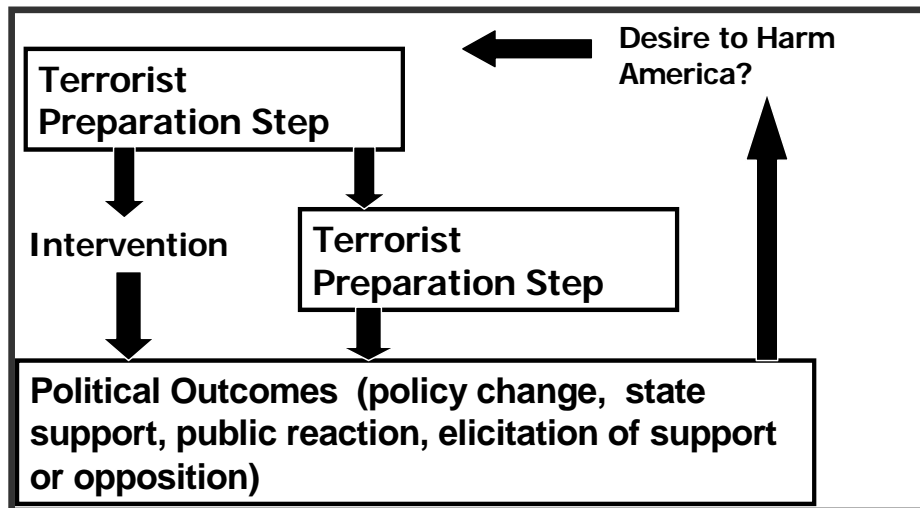 Desire to Harm
America?
Terrorist
Preparation Step
Intervention
Terrorist
Preparation Step
Political Outcomes (policy change, state
support, public reaction, elicitation of support
or opposition)